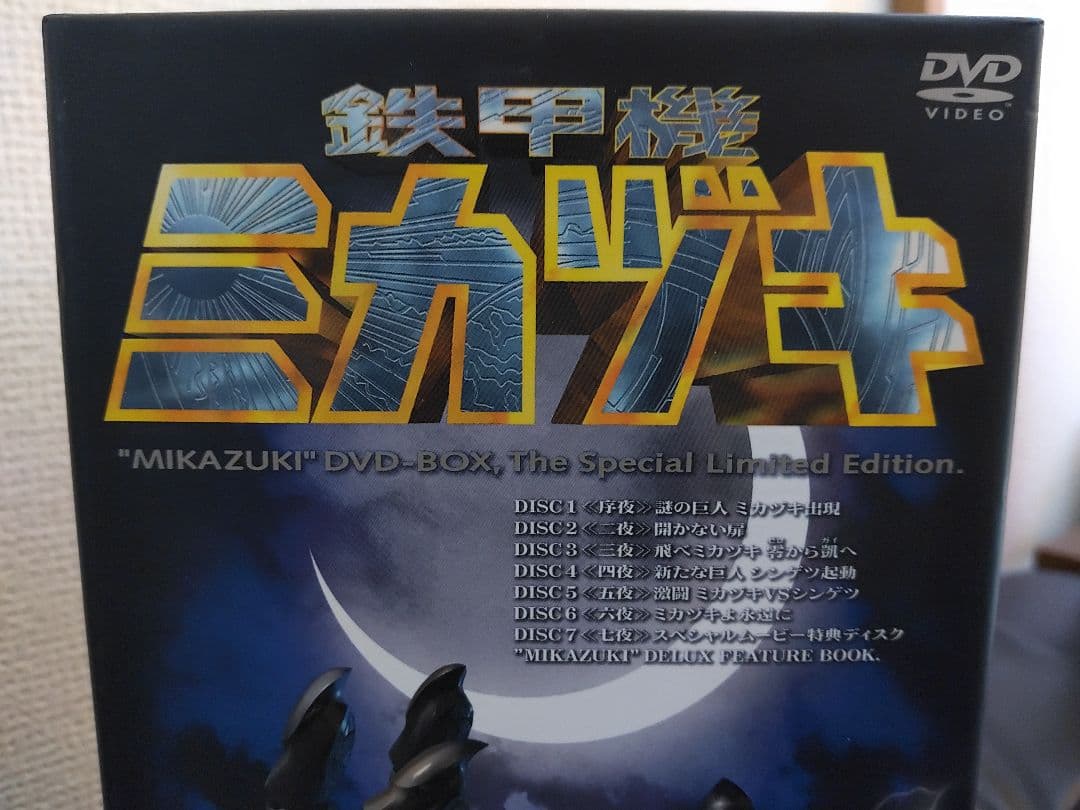 DVD
VIDEO™
鉄甲機
ミカヅキ
"MIKAZUKI" DVD-BOX, The Special Limited Edition.
DISC 1 ≪序夜≫ 謎の巨人 ミカヅキ出現
DISC 2 ≪二夜≫ 開かない扉
DISC 3 ≪三夜≫ 飛べミカヅキ 零から凱へ
DISC 4 ≪四夜≫ 新たな巨人 シンゲツ起動
DISC 5 ≪五夜≫ 激闘 ミカヅキVSシンゲツ
DISC 6 ≪六夜≫ ミカヅキよ永遠に
DISC 7 ≪七夜≫ スペシャルムービー特典ディスク
"MIKAZUKI" DELUX FEATURE BOOK.